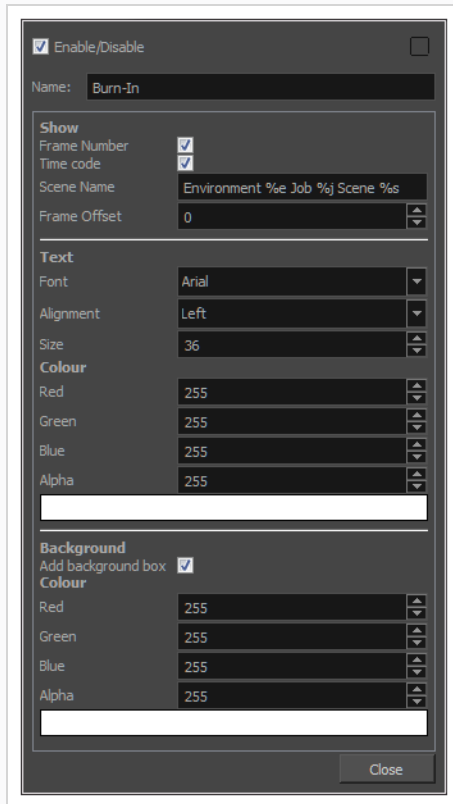 Enable/Disable
Name: Burn-In
Show
Frame Number
Time code
Scene Name Environment %e Job %j Scene %s
Frame Offset 0
Text
Font Arial
Alignment Left
Size 36
Colour
Red 255
Green 255
Blue 255
Alpha 255
Background
Add background box
Colour
Red 255
Green 255
Blue 255
Alpha 255
Close